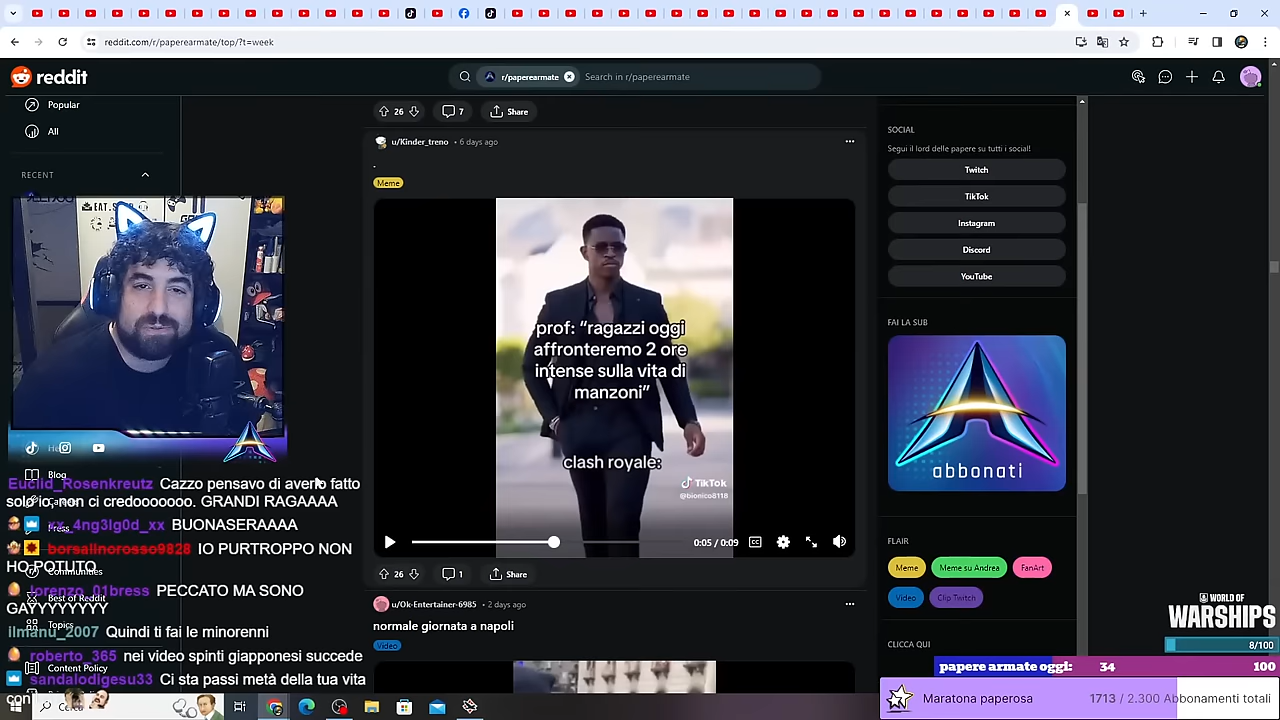 reddit.com/r/paperearmate/top/?t=week
reddit
r/paperearmate
Search in r/paperearmate
Popular
All
RECENT
26
7
Share
u/Kinder_treno • 6 days ago
.
Meme
prof: “ragazzi oggi
affronteremo 2 ore
intense sulla vita di
manzoni”
clash royale:
TikTok
@bionico8118
0:05 / 0:09
26
1
Share
u/Ok-Entertainer-6985 • 2 days ago
normale giornata a napoli
Video
SOCIAL
Segui il lord delle papere su tutti i social!
Twitch
TikTok
Instagram
Discord
YouTube
FAI LA SUB
abbonati
FLAIR
Meme
Meme su Andrea
FanArt
Video
Clip Twitch
CLICCA QUI
Blog
Press
Communities
Best of Reddit
Topics
Content Policy
Euclid_Rosenkreutz Cazzo pensavo di averlo fatto
solo io, non ci credooooooo. GRANDI RAGAAAA
xx_4ng3lg0d_xx BUONASERAAAA
borsalinorosso9828 IO PURTROPPO NON
HO POTUTO
lorenzo_01bress PECCATO MA SONO
GAYYYYYYY
ilmanu_2007 Quindi ti fai le minorenni
roberto_365 nei video spinti giapponesi succede
sandalodigesu33 Ci sta passi metà della tua vita
con
WORLD OF
WARSHIPS
8/100
papere armate oggi: 34 100
Maratona paperosa 1713 / 2.300 Abbonamenti totali